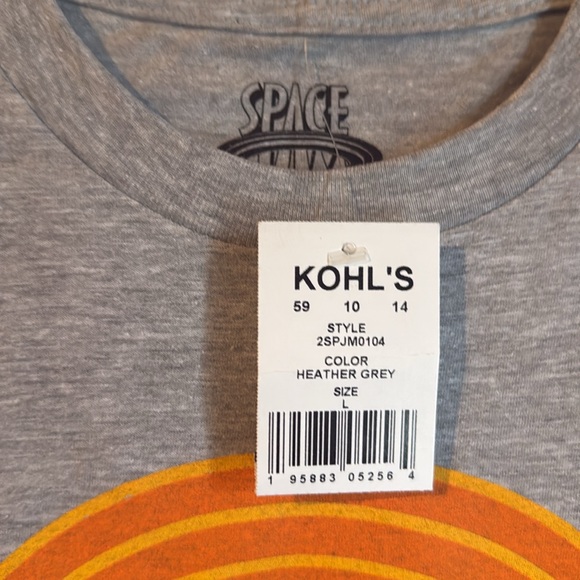 SPACE
KOHL'S
59 10 14
STYLE
2SPJM0104
COLOR
HEATHER GREY
SIZE
L
1 95883 05256 4